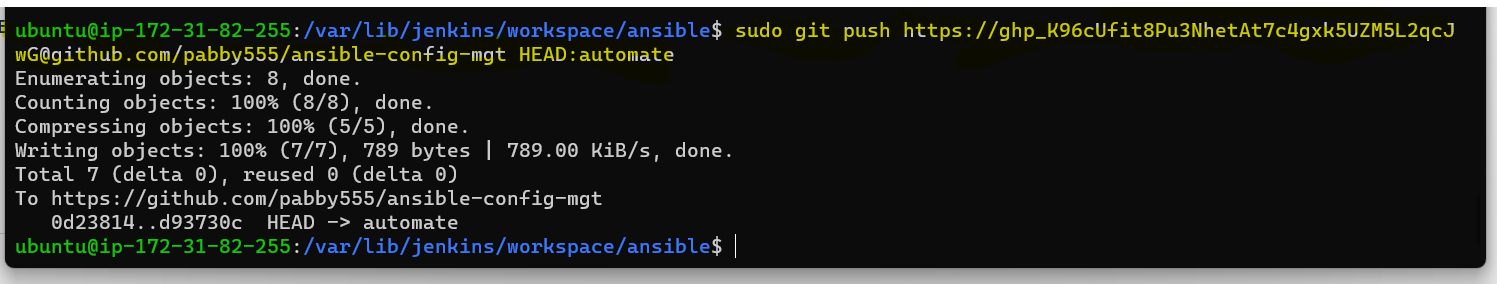 ubuntu@ip-172-31-82-255:/var/lib/jenkins/workspace/ansible$ sudo git push https://ghp_K96cUfit8Pu3NhetAt7c4gxk5UZM5L2qcJ
wG@github.com/pabby555/ansible-config-mgt HEAD:automate
Enumerating objects: 8, done.
Counting objects: 100% (8/8), done.
Compressing objects: 100% (5/5), done.
Writing objects: 100% (7/7), 789 bytes | 789.00 KiB/s, done.
Total 7 (delta 0), reused 0 (delta 0)
To https://github.com/pabby555/ansible-config-mgt
   0d23814..d93730c  HEAD -> automate
ubuntu@ip-172-31-82-255:/var/lib/jenkins/workspace/ansible$